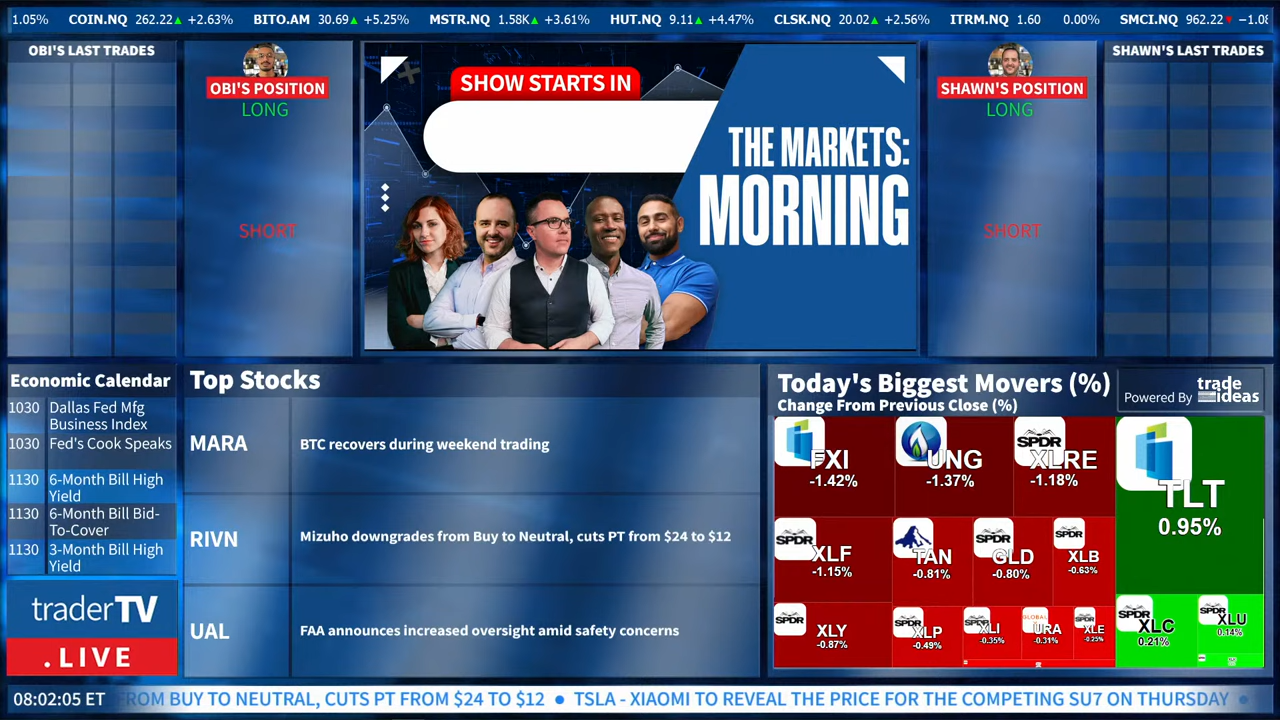 1.05% COIN.NQ 262.22▲ +2.63% BITO.AM 30.69▲ +5.25% MSTR.NQ 1.58K▲ +3.61% HUT.NQ 9.11▲ +4.47% CLSK.NQ 20.02▲ +2.56% ITRM.NQ 1.60 0.00% SMCI.NQ 962.22▼
OBI'S LAST TRADES
OBI'S POSITION
LONG
SHORT
SHOW STARTS IN
THE MARKETS:
MORNING
SHAWN'S POSITION
LONG
SHORT
SHAWN'S LAST TRADES
Economic Calendar
1030 Dallas Fed Mfg
Business Index
1030 Fed's Cook Speaks
1130 6-Month Bill High
Yield
1130 6-Month Bill Bid-
To-Cover
1130 3-Month Bill High
Yield
traderTV
.LIVE
Top Stocks
MARA BTC recovers during weekend trading
RIVN Mizuho downgrades from Buy to Neutral, cuts PT from $24 to $12
UAL FAA announces increased oversight amid safety concerns
Today's Biggest Movers (%)
Change From Previous Close (%)
Powered By trade
ideas
FXI
-1.42%
UNG
-1.37%
SPDR
XLRE
-1.18%
TLT
0.95%
SPDR
XLF
-1.15%
TAN
-0.81%
SPDR
GLD
-0.80%
SPDR
XLB
-0.63%
SPDR
XLY
-0.87%
SPDR
XLP
-0.49%
SPDR
XLI
-0.35%
GLOBAL
URA
-0.31%
SPDR
XLE
-0.25%
SPDR
XLC
0.21%
SPDR
XLU
0.14%
08:02:05 ET FROM BUY TO NEUTRAL, CUTS PT FROM $24 TO $12 ● TSLA - XIAOMI TO REVEAL THE PRICE FOR THE COMPETING SU7 ON THURSDAY ●